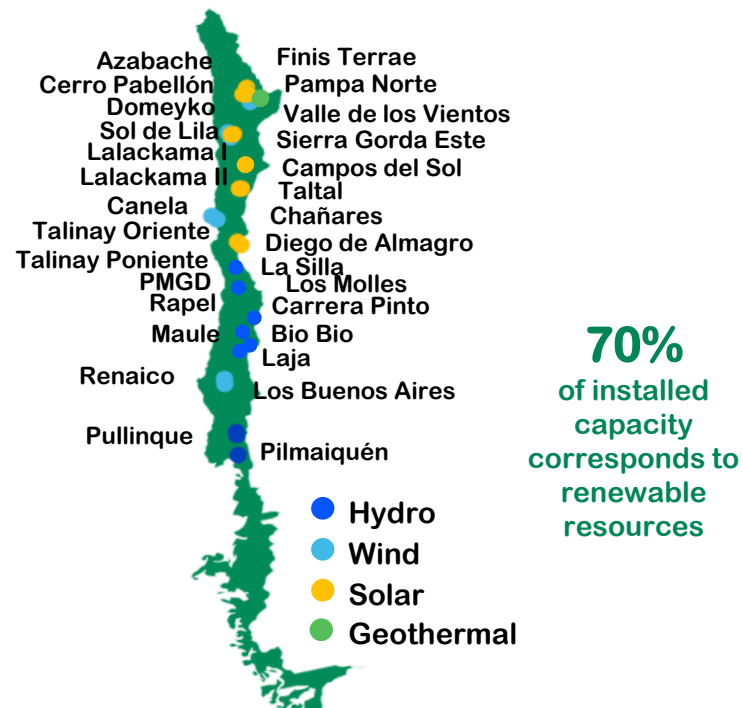 Azabache
Cerro Pabellón
Domeyko
Sol de Lila
Lalackama I
Lalackama II
Canela
Talinay Oriente
Talinay Poniente
PMGD
Rapel
Maule
Renaico
Pullinque
Finis Terrae
Pampa Norte
Valle de los Vientos
Sierra Gorda Este
Campos del Sol
Taltal
Chañares
Diego de Almagro
La Silla
Los Molles
Carrera Pinto
Bio Bio
Laja
Los Buenos Aires
Pilmaiquén
Hydro
Wind
Solar
Geothermal
70%
of installed
capacity
corresponds to
renewable
resources